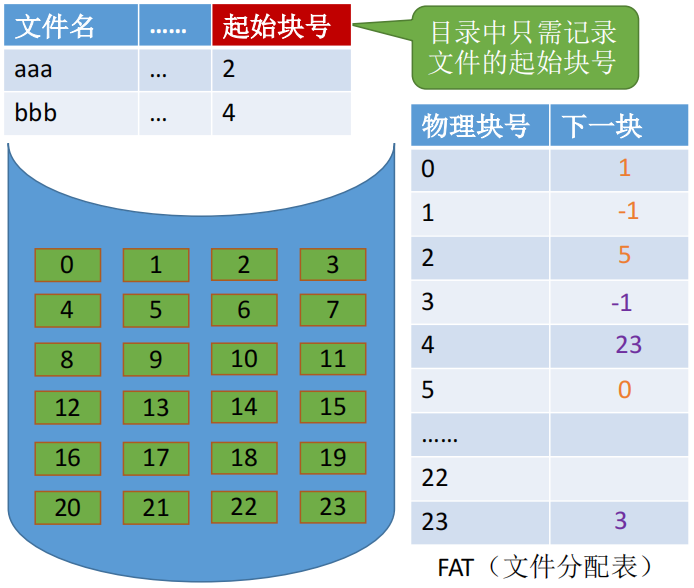 文件名 …… 起始块号
aaa … 2
bbb … 4
目录中只需记录
文件的起始块号
0 1 2 3
4 5 6 7
8 9 10 11
12 13 14 15
16 17 18 19
20 21 22 23
物理块号 下一块
0 1
1 -1
2 5
3 -1
4 23
5 0
……
22
23 3
FAT（文件分配表）